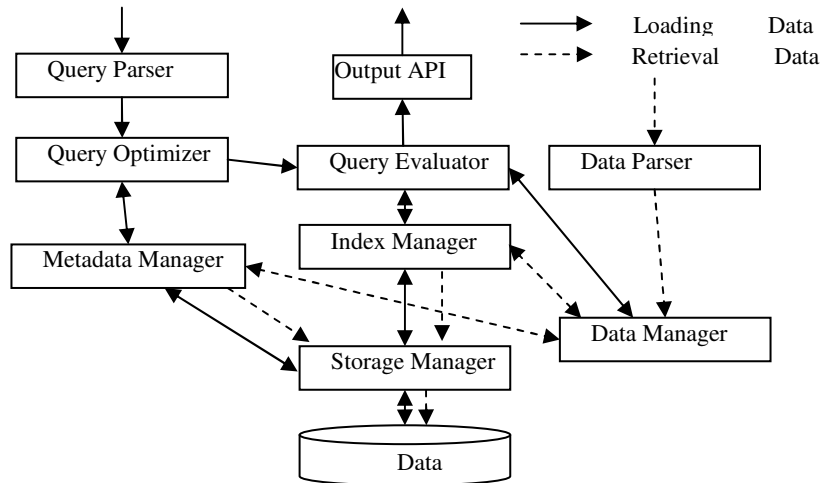 Loading Data
Retrieval Data
Query Parser
Output API
Query Optimizer
Query Evaluator
Data Parser
Index Manager
Metadata Manager
Data Manager
Storage Manager
Data